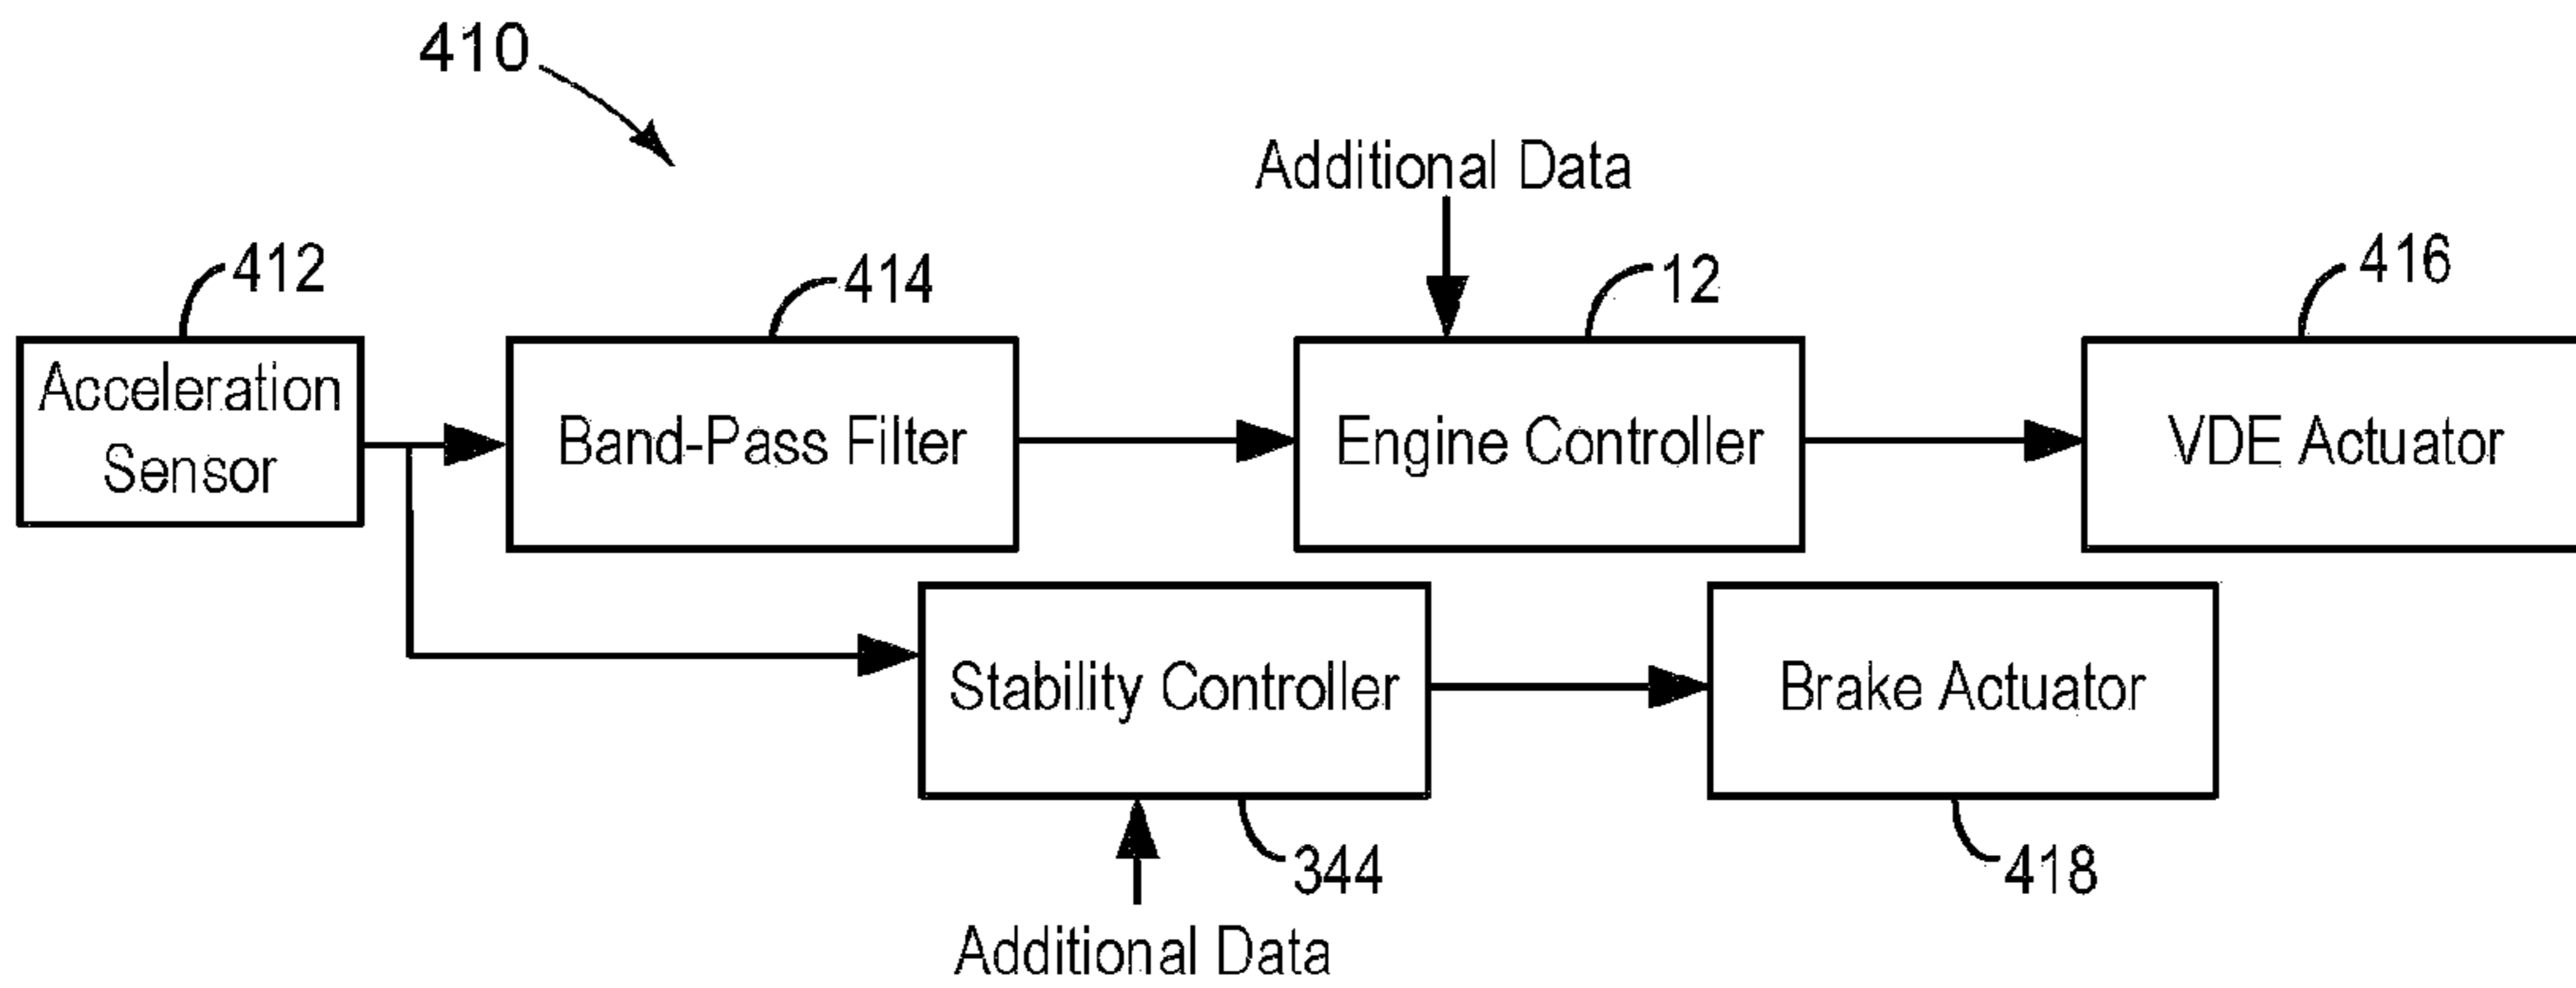 410
Additional Data
412
414
12
416
Acceleration
Sensor
Band-Pass Filter
Engine Controller
VDE Actuator
Stability Controller
Brake Actuator
344
418
Additional Data